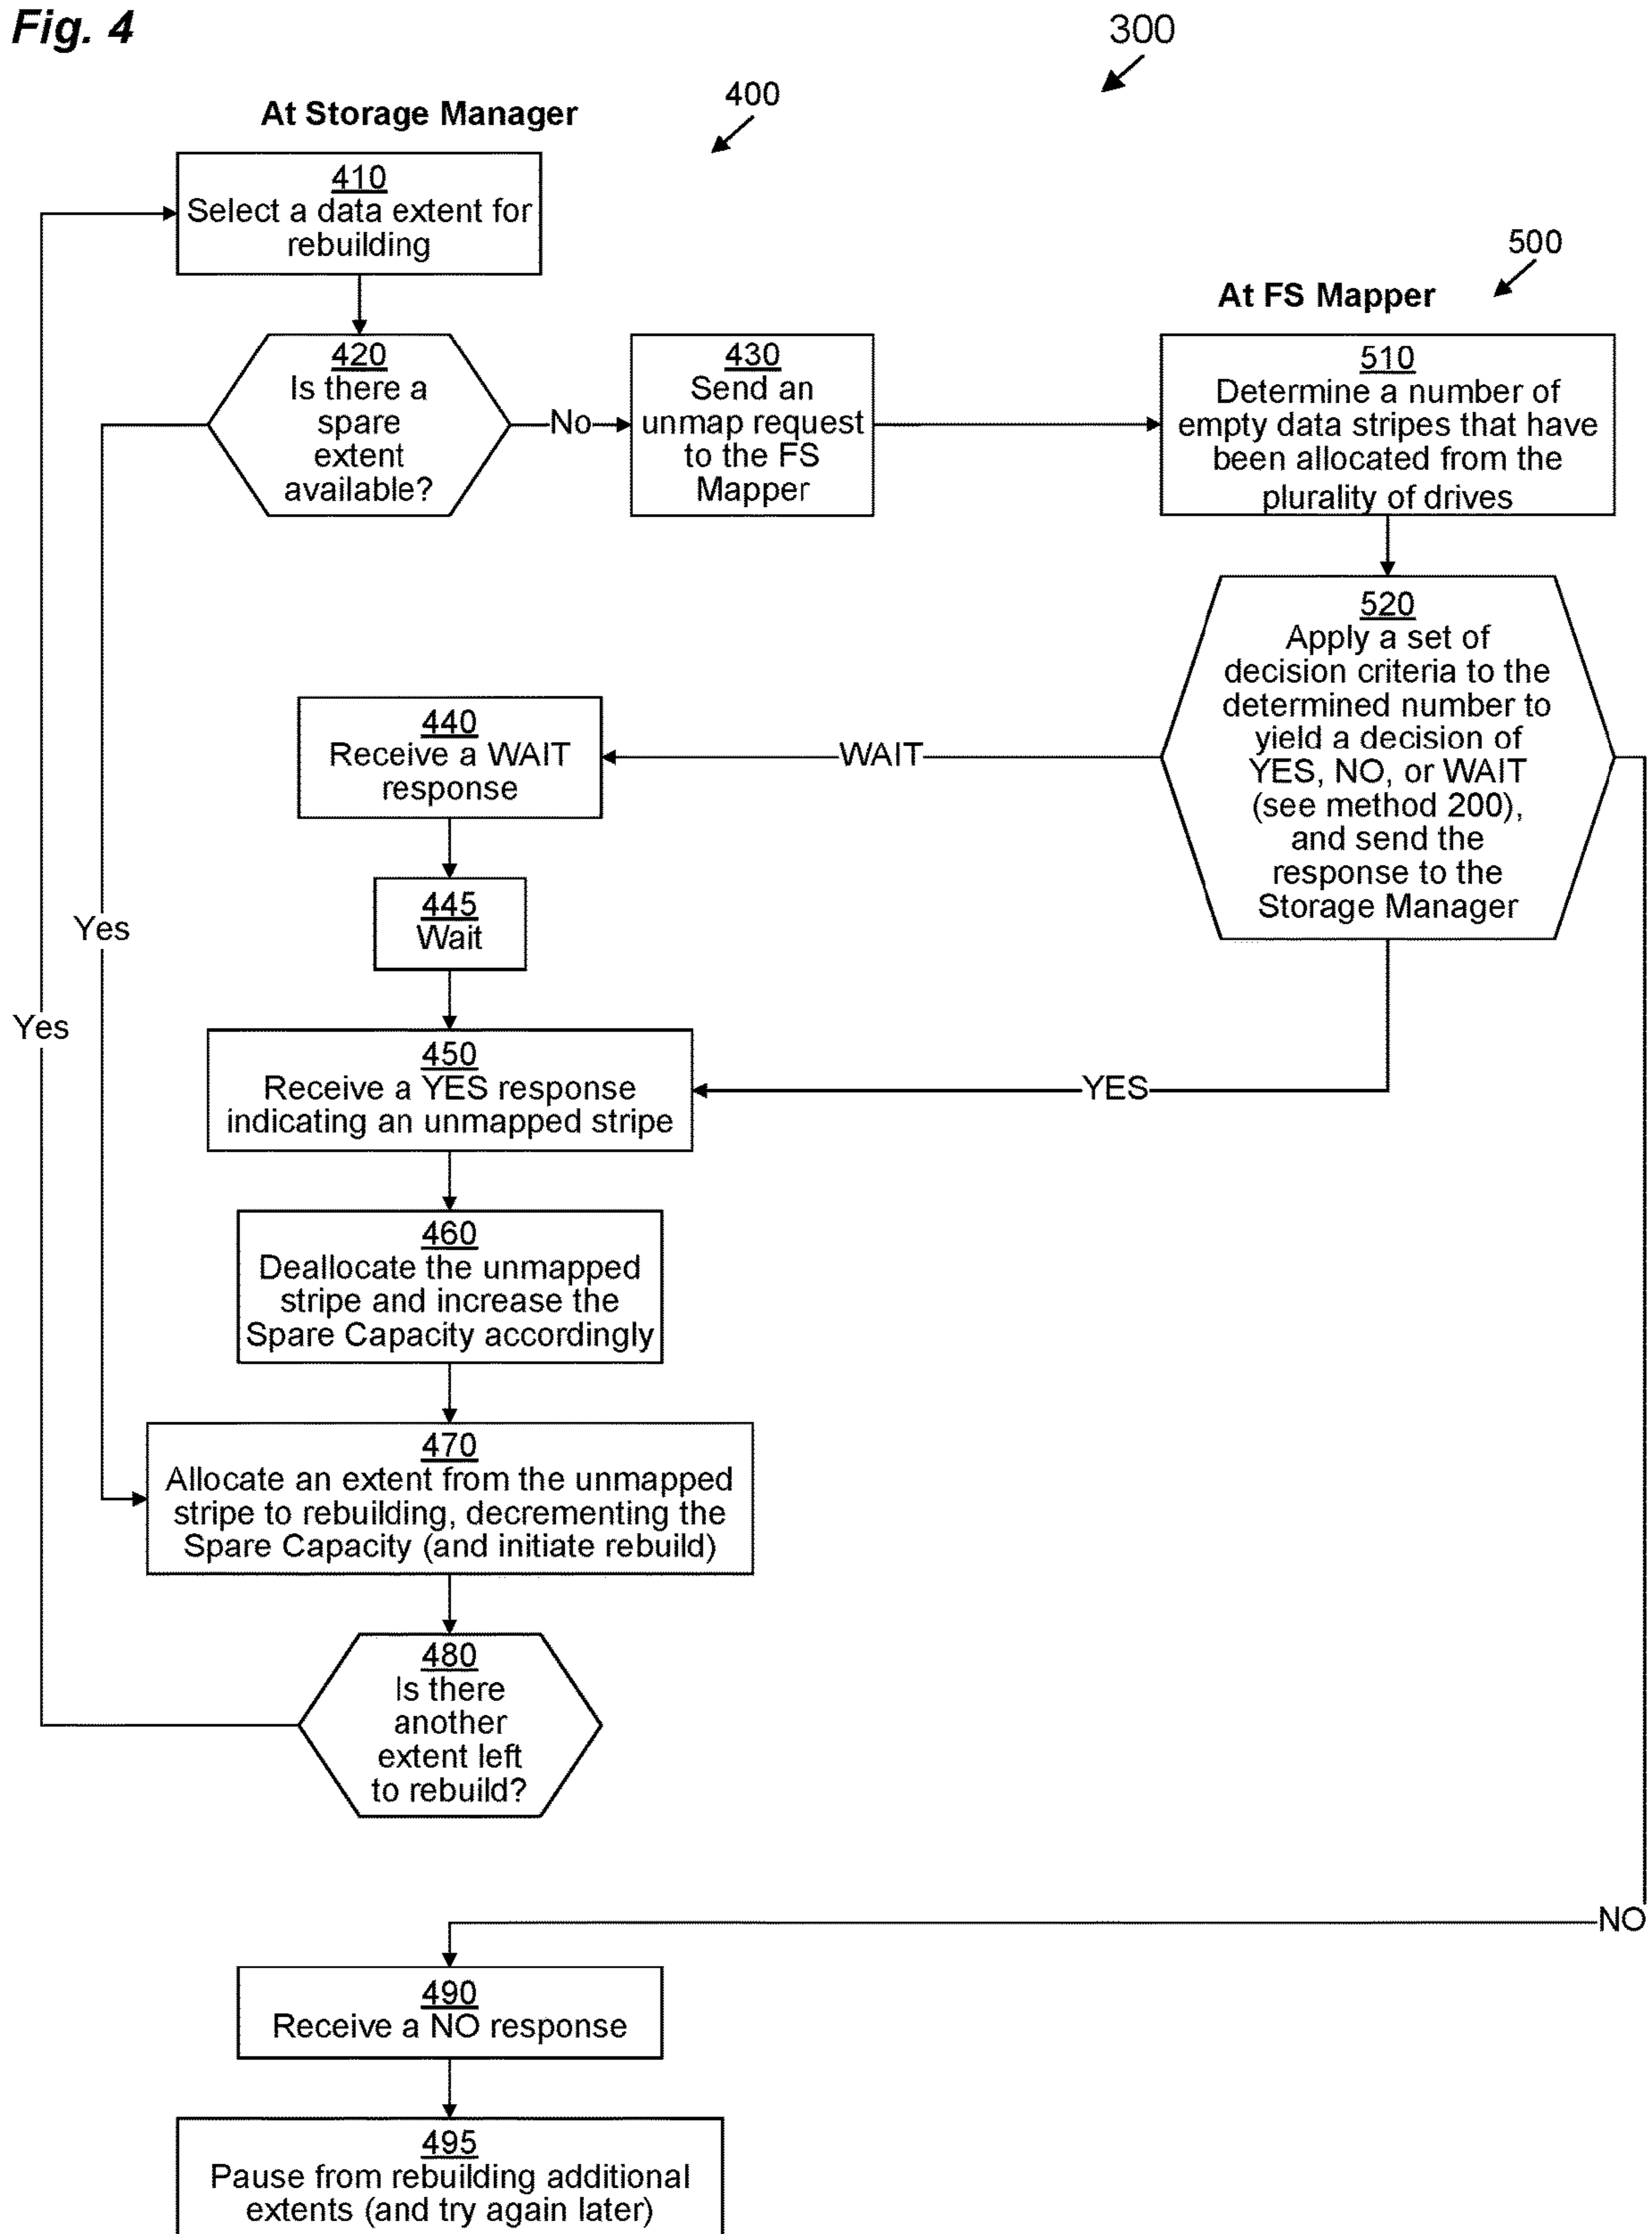 Fig. 4
300
400
At Storage Manager
410
Select a data extent for
rebuilding
500
At FS Mapper
420
Is there a
spare
extent
available?
No
430
Send an
unmap request
to the FS
Mapper
510
Determine a number of
empty data stripes that have
been allocated from the
plurality of drives
520
Apply a set of
decision criteria to the
determined number to
yield a decision of
YES, NO, or WAIT
(see method 200),
and send the
response to the
Storage Manager
WAIT
440
Receive a WAIT
response
445
Wait
Yes
Yes
450
Receive a YES response
indicating an unmapped stripe
YES
460
Deallocate the unmapped
stripe and increase the
Spare Capacity accordingly
470
Allocate an extent from the unmapped
stripe to rebuilding, decrementing the
Spare Capacity (and initiate rebuild)
480
Is there
another
extent left
to rebuild?
NO
490
Receive a NO response
495
Pause from rebuilding additional
extents (and try again later)